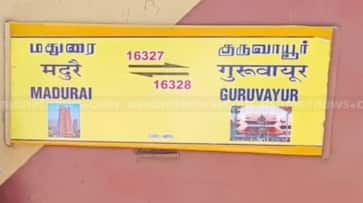 மதுரை
குருவாயூர்
16327
मदुरै
गुरूवायूर
16328
MADURAI
GURUVAYUR